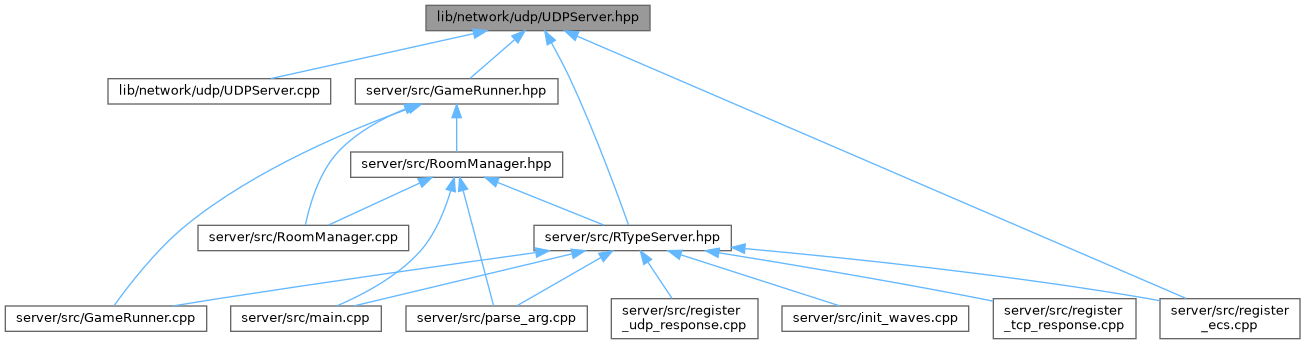 lib/network/udp/UDPServer.hpp
lib/network/udp/UDPServer.cpp
server/src/GameRunner.hpp
server/src/RoomManager.hpp
server/src/RoomManager.cpp
server/src/RTypeServer.hpp
server/src/GameRunner.cpp
server/src/main.cpp
server/src/parse_arg.cpp
server/src/register
_udp_response.cpp
server/src/init_waves.cpp
server/src/register
_tcp_response.cpp
server/src/register
_ecs.cpp